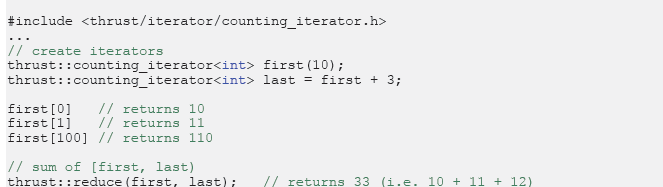 #include <thrust/iterator/counting_iterator.h>
...
// create iterators
thrust::counting_iterator<int> first(10);
thrust::counting_iterator<int> last = first + 3;
first[0]   // returns 10
first[1]   // returns 11
first[100] // returns 110
// sum of [first, last)
thrust::reduce(first, last);   // returns 33 (i.e. 10 + 11 + 12)